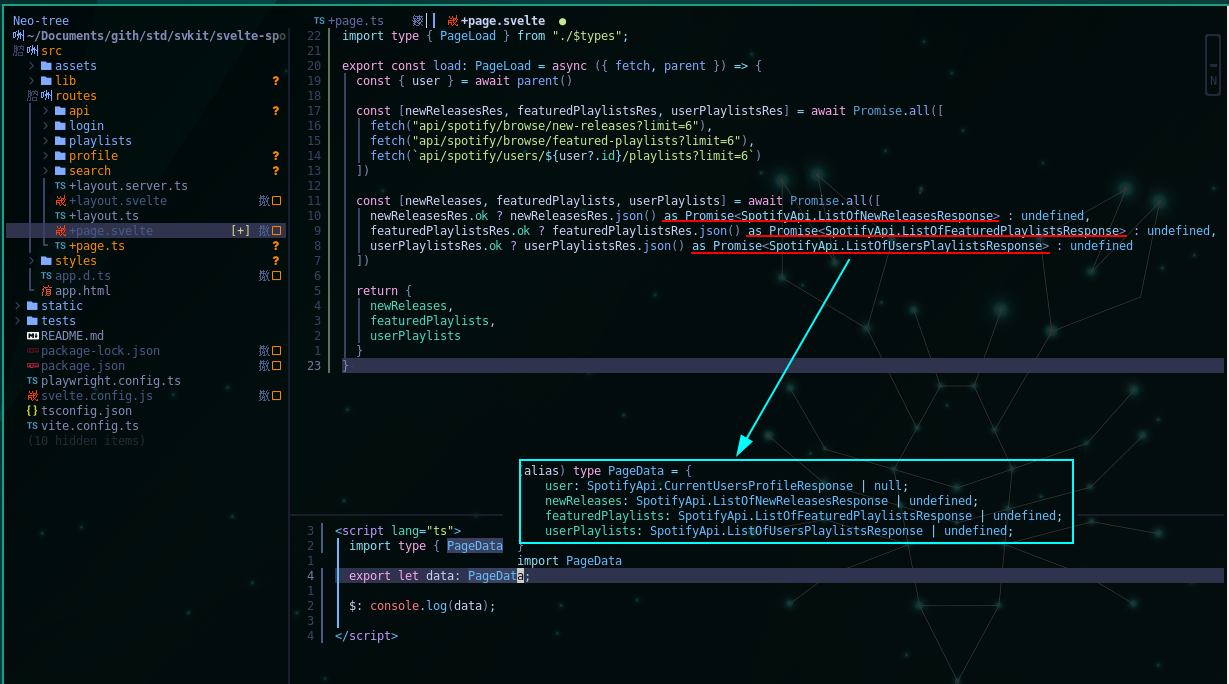 Neo-tree
~/Documents/gith/std/svkit/svelte-spo
src
assets
lib ?
routes
api ?
login
playlists
profile ?
search ?
TS +layout.server.ts
+layout.svelte
TS +layout.ts
+page.svelte [+]
TS +page.ts ?
styles ?
TS app.d.ts
app.html
static
tests
README.md
package-lock.json
package.json
TS playwright.config.ts
svelte.config.js
{} tsconfig.json
TS vite.config.ts
(10 hidden items)
TS +page.ts +page.svelte ●
22 import type { PageLoad } from "./$types";
21
20 export const load: PageLoad = async ({ fetch, parent }) => {
19 const { user } = await parent()
18
17 const [newReleasesRes, featuredPlaylistsRes, userPlaylistsRes] = await Promise.all([
16 fetch("api/spotify/browse/new-releases?limit=6"),
15 fetch("api/spotify/browse/featured-playlists?limit=6"),
14 fetch(`api/spotify/users/${user?.id}/playlists?limit=6`)
13 ])
12
11 const [newReleases, featuredPlaylists, userPlaylists] = await Promise.all([
10 newReleasesRes.ok ? newReleasesRes.json() as Promise<SpotifyApi.ListOfNewReleasesResponse> : undefined,
9 featuredPlaylistsRes.ok ? featuredPlaylistsRes.json() as Promise<SpotifyApi.ListOfFeaturedPlaylistsResponse> : undefined,
8 userPlaylistsRes.ok ? userPlaylistsRes.json() as Promise<SpotifyApi.ListOfUsersPlaylistsResponse> : undefined
7 ])
6
5 return {
4 newReleases,
3 featuredPlaylists,
2 userPlaylists
1 }
23 }
N
(alias) type PageData = {
user: SpotifyApi.CurrentUsersProfileResponse | null;
newReleases: SpotifyApi.ListOfNewReleasesResponse | undefined;
featuredPlaylists: SpotifyApi.ListOfFeaturedPlaylistsResponse | undefined;
userPlaylists: SpotifyApi.ListOfUsersPlaylistsResponse | undefined;
}
import PageData
3 <script lang="ts">
2 import type { PageData
1
4 export let data: PageData;
1
2 $: console.log(data);
3
4 </script>